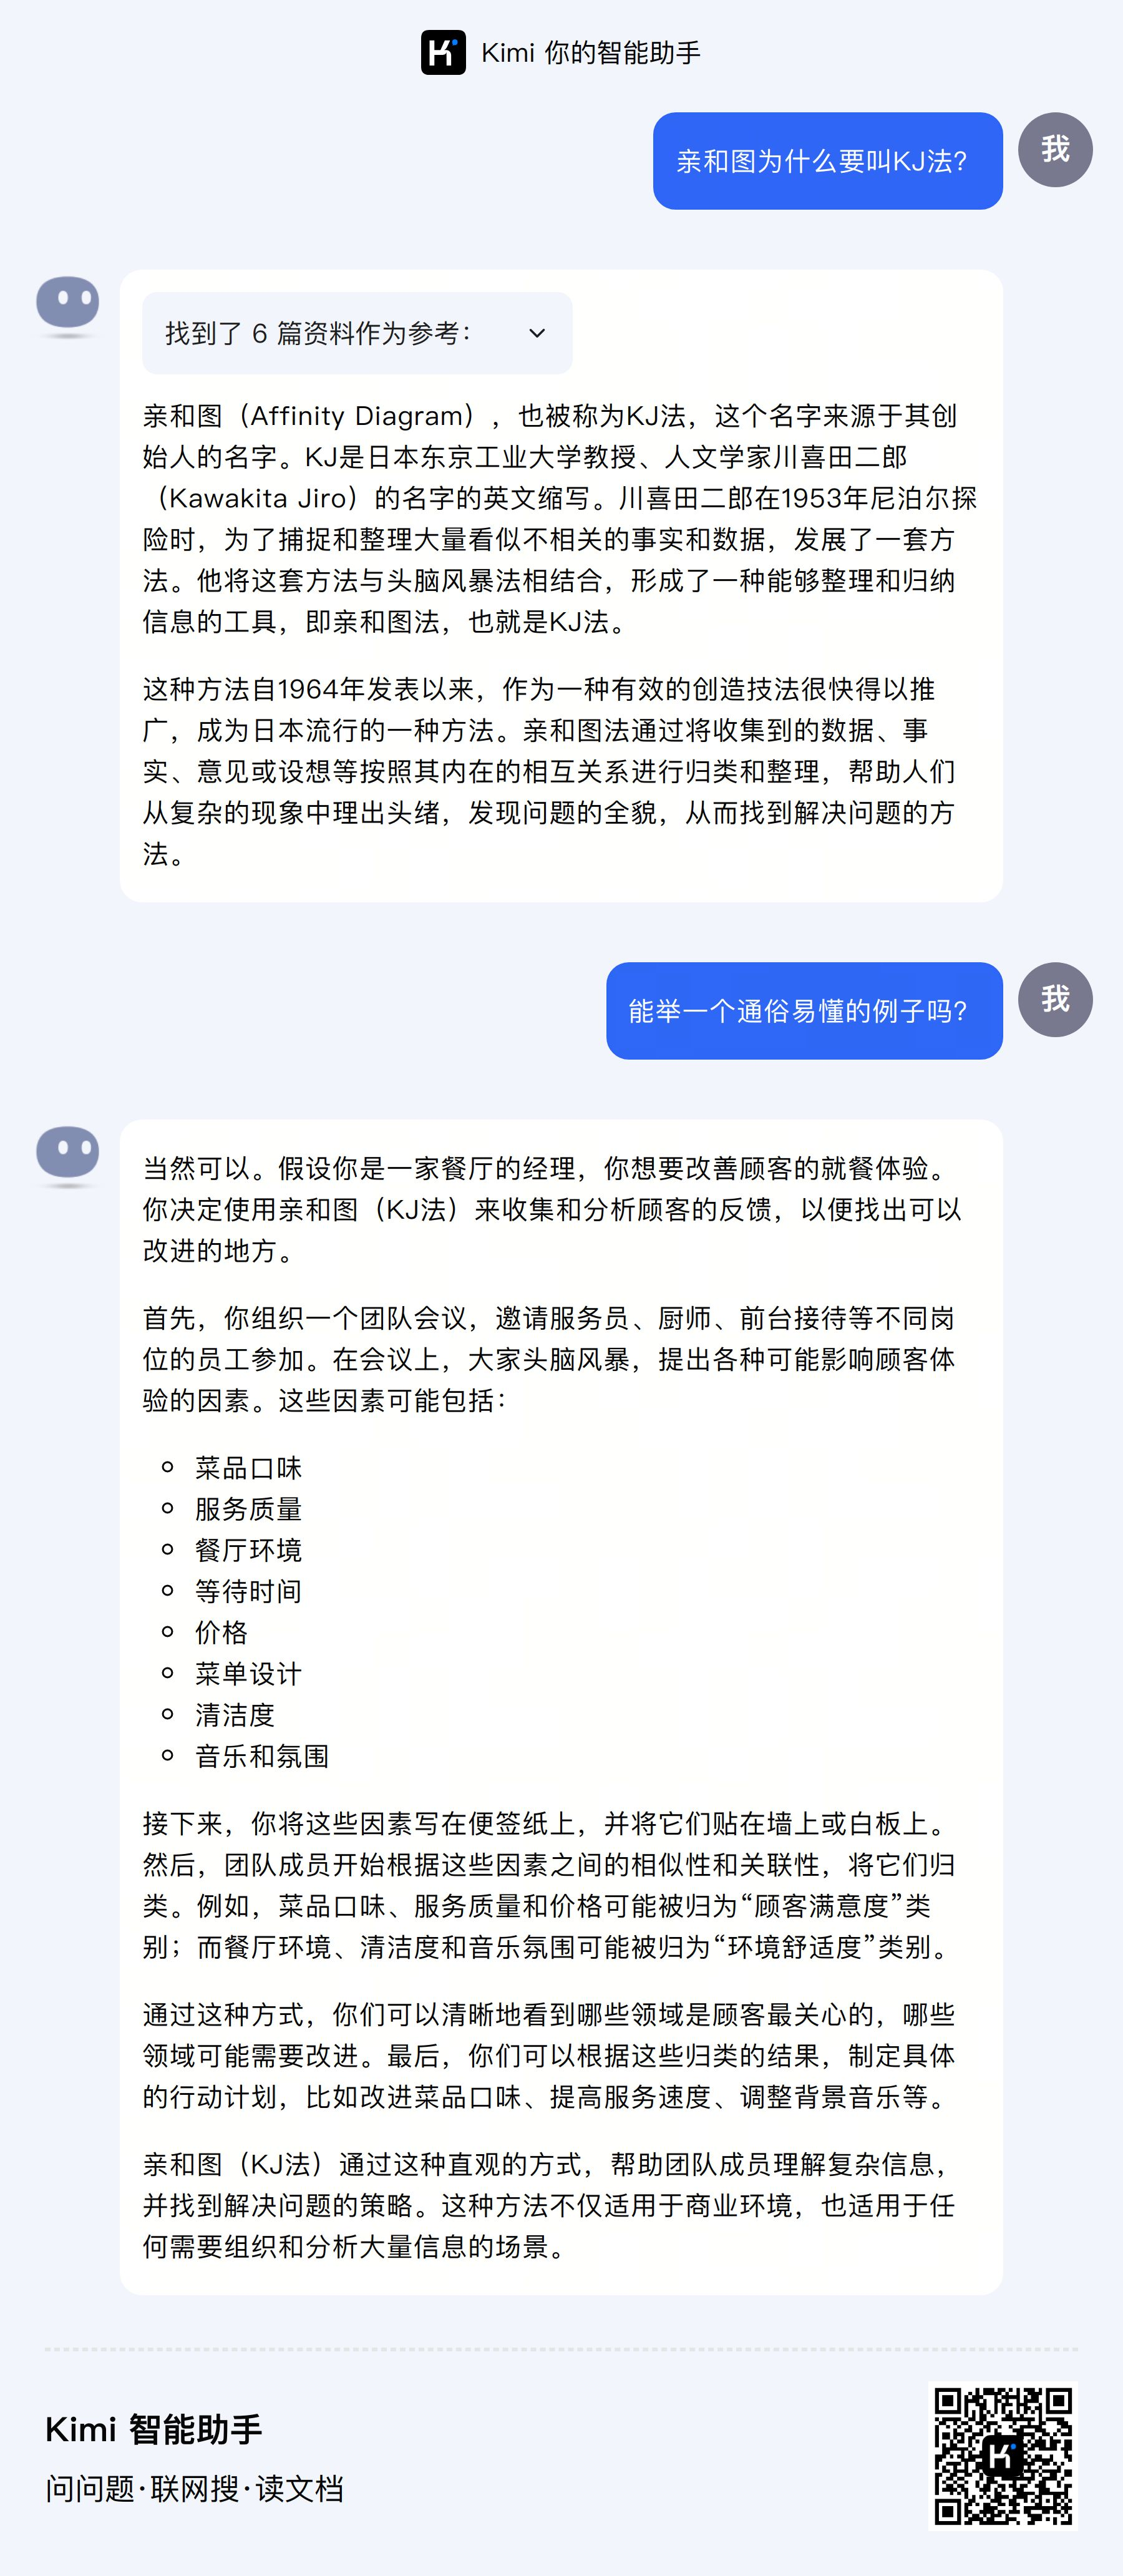 Kimi 你的智能助手
亲和图为什么要叫KJ法?
我
找到了 6 篇资料作为参考：
亲和图（Affinity Diagram），也被称为KJ法，这个名字来源于其创
始人的名字。KJ是日本东京工业大学教授、人文学家川喜田二郎
（Kawakita Jiro）的名字的英文缩写。川喜田二郎在1953年尼泊尔探
险时，为了捕捉和整理大量看似不相关的事实和数据，发展了一套方
法。他将这套方法与头脑风暴法相结合，形成了一种能够整理和归纳
信息的工具，即亲和图法，也就是KJ法。
这种方法自1964年发表以来，作为一种有效的创造技法很快得以推
广，成为日本流行的一种方法。亲和图法通过将收集到的数据、事
实、意见或设想等按照其内在的相互关系进行归类和整理，帮助人们
从复杂的现象中理出头绪，发现问题的全貌，从而找到解决问题的方
法。
能举一个通俗易懂的例子吗?
我
当然可以。假设你是一家餐厅的经理，你想要改善顾客的就餐体验。
你决定使用亲和图（KJ法）来收集和分析顾客的反馈，以便找出可以
改进的地方。
首先，你组织一个团队会议，邀请服务员、厨师、前台接待等不同岗
位的员工参加。在会议上，大家头脑风暴，提出各种可能影响顾客体
验的因素。这些因素可能包括：
菜品口味
服务质量
餐厅环境
等待时间
价格
菜单设计
清洁度
音乐和氛围
接下来，你将这些因素写在便签纸上，并将它们贴在墙上或白板上。
然后，团队成员开始根据这些因素之间的相似性和关联性，将它们归
类。例如，菜品口味、服务质量和价格可能被归为“顾客满意度”类
别；而餐厅环境、清洁度和音乐氛围可能被归为“环境舒适度”类别。
通过这种方式，你们可以清晰地看到哪些领域是顾客最关心的，哪些
领域可能需要改进。最后，你们可以根据这些归类的结果，制定具体
的行动计划，比如改进菜品口味、提高服务速度、调整背景音乐等。
亲和图（KJ法）通过这种直观的方式，帮助团队成员理解复杂信息，
并找到解决问题的策略。这种方法不仅适用于商业环境，也适用于任
何需要组织和分析大量信息的场景。
Kimi 智能助手
问问题·联网搜·读文档